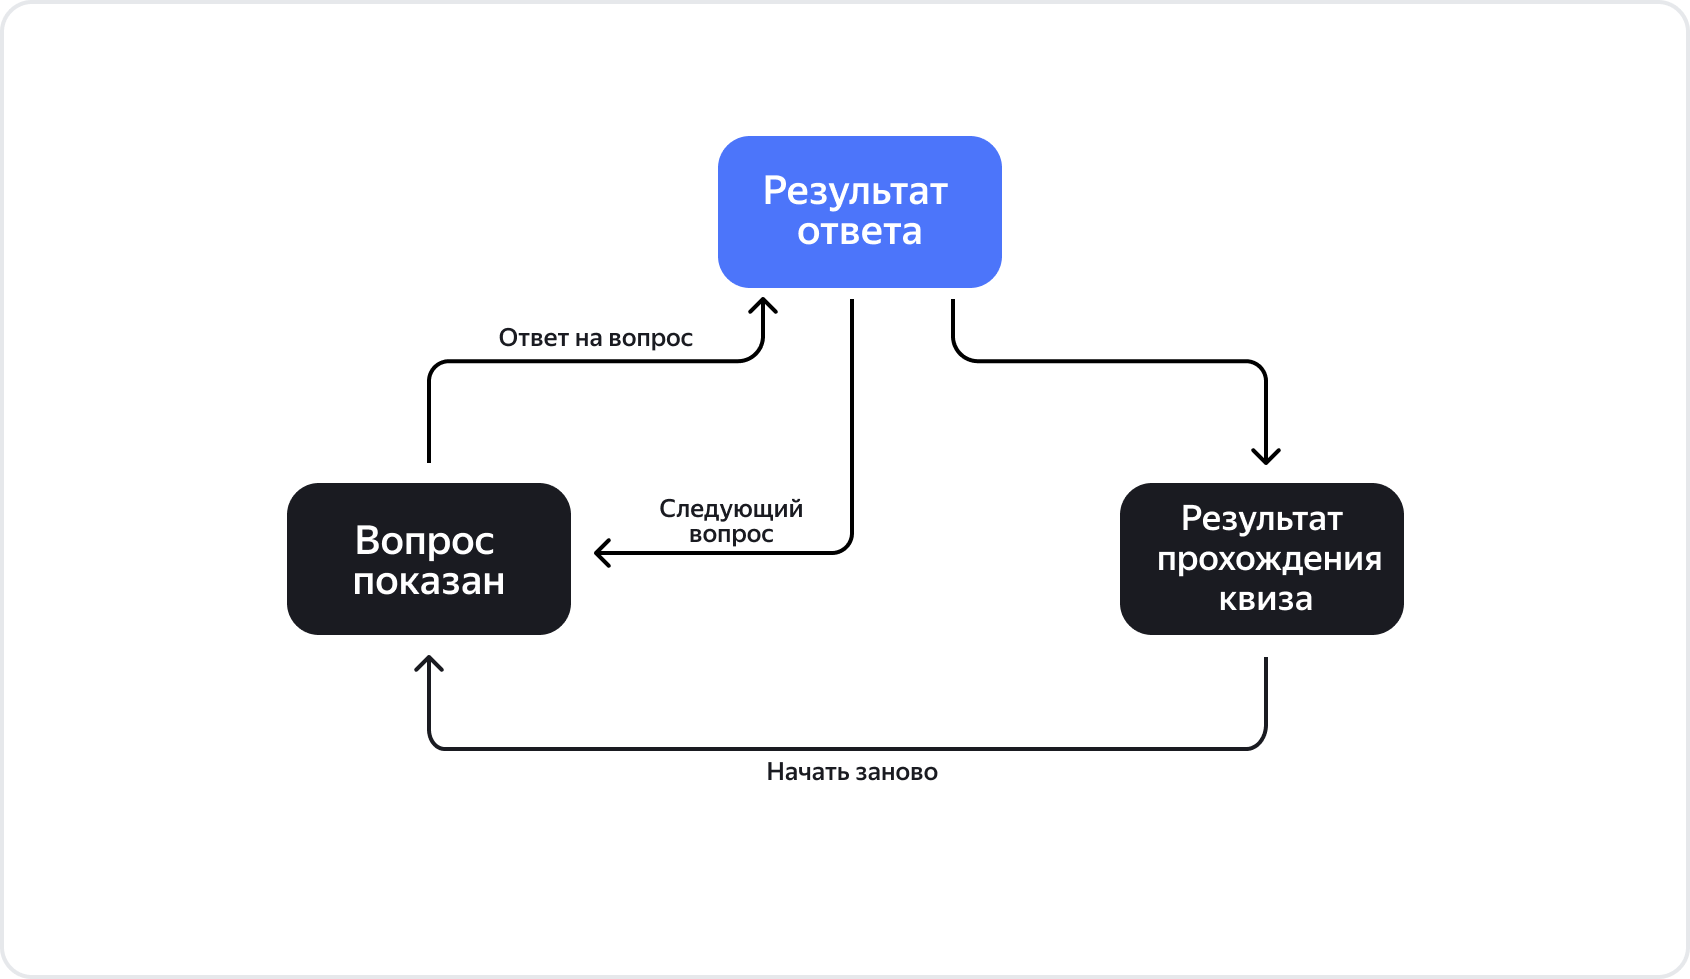 Результат
ответа
Ответ на вопрос
Следующий
вопрос
Вопрос
показан
Результат
прохождения
квиза
Начать заново